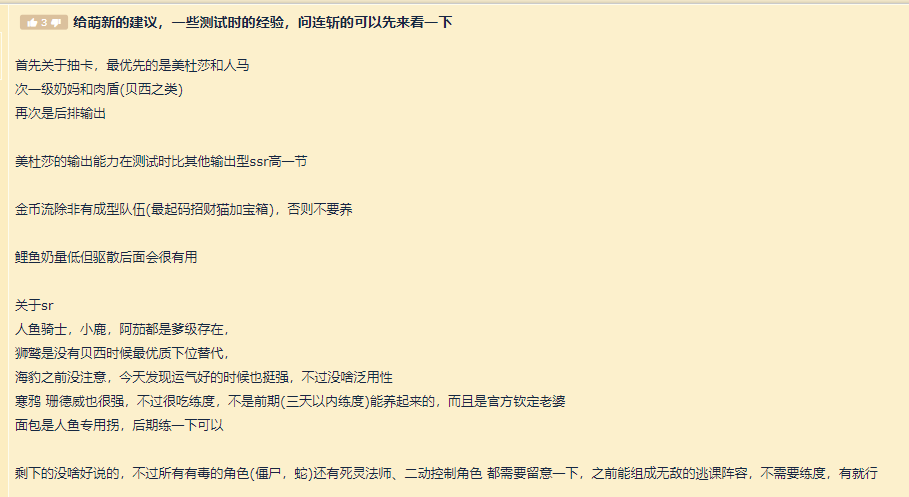 3 给萌新的建议，一些测试时的经验，问连斩的可以先来看一下
首先关于抽卡，最优先的是美杜莎和人马
次一级奶妈和肉盾(贝西之类)
再次是后排输出
美杜莎的输出能力在测试时比其他输出型ssr高一节
金币流除非有成型队伍(最起码招财猫加宝箱)，否则不要养
鲤鱼奶量低但驱散后面会很有用
关于sr
人鱼骑士，小鹿，阿茄都是爹级存在，
狮鹫是没有贝西时候最优质下位替代，
海豹之前没注意，今天发现运气好的时候也挺强，不过没啥泛用性
寒鸦 珊德威也很强，不过很吃练度，不是前期(三天以内练度)能养起来的，而且是官方钦定老婆
面包是人鱼专用拐，后期练一下可以
剩下的没啥好说的，不过所有有毒的角色(僵尸，蛇)还有死灵法师、二动控制角色 都需要留意一下，之前能组成无敌的逃课阵容，不需要练度，有就行